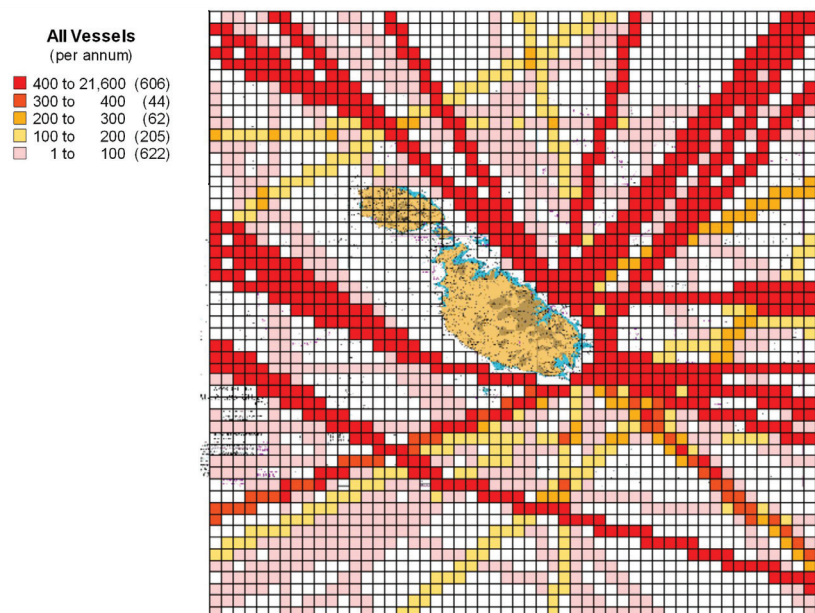 All Vessels
(per annum)
400 to 21,600 (606)
300 to 400 (44)
200 to 300 (62)
100 to 200 (205)
1 to 100 (622)